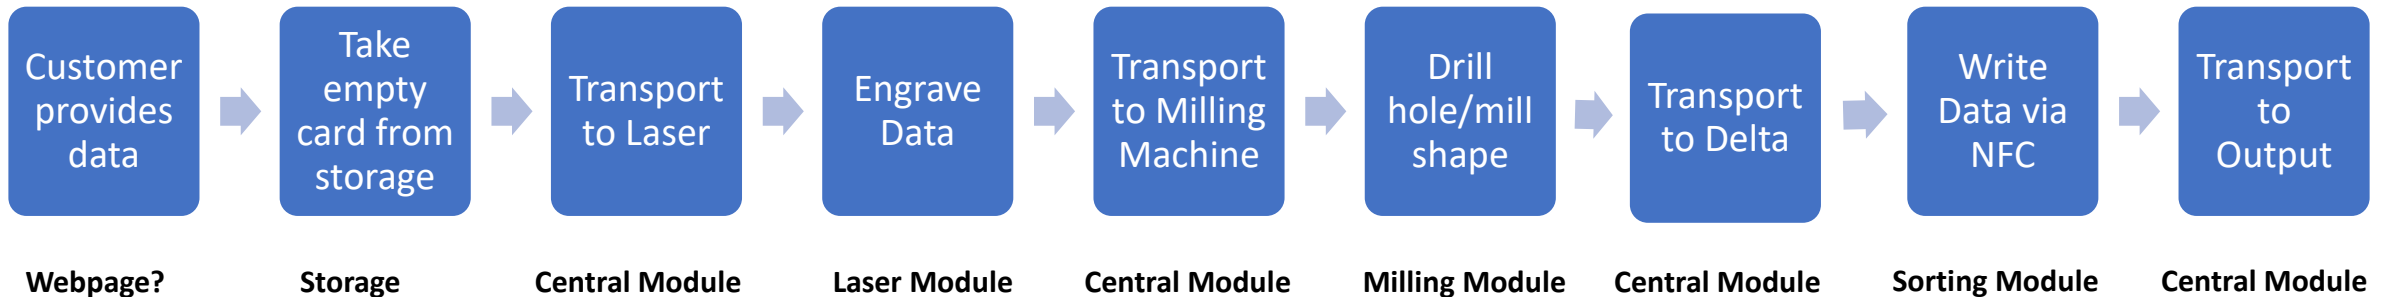 Customer
provides
data
Take
empty
card from
storage
Transport
to Laser
Engrave
Data
Transport
to Milling
Machine
Drill
hole/mill
shape
Transport
to Delta
Write
Data via
NFC
Transport
to
Output
Webpage?
Storage
Central Module
Laser Module
Central Module
Milling Module
Central Module
Sorting Module
Central Module